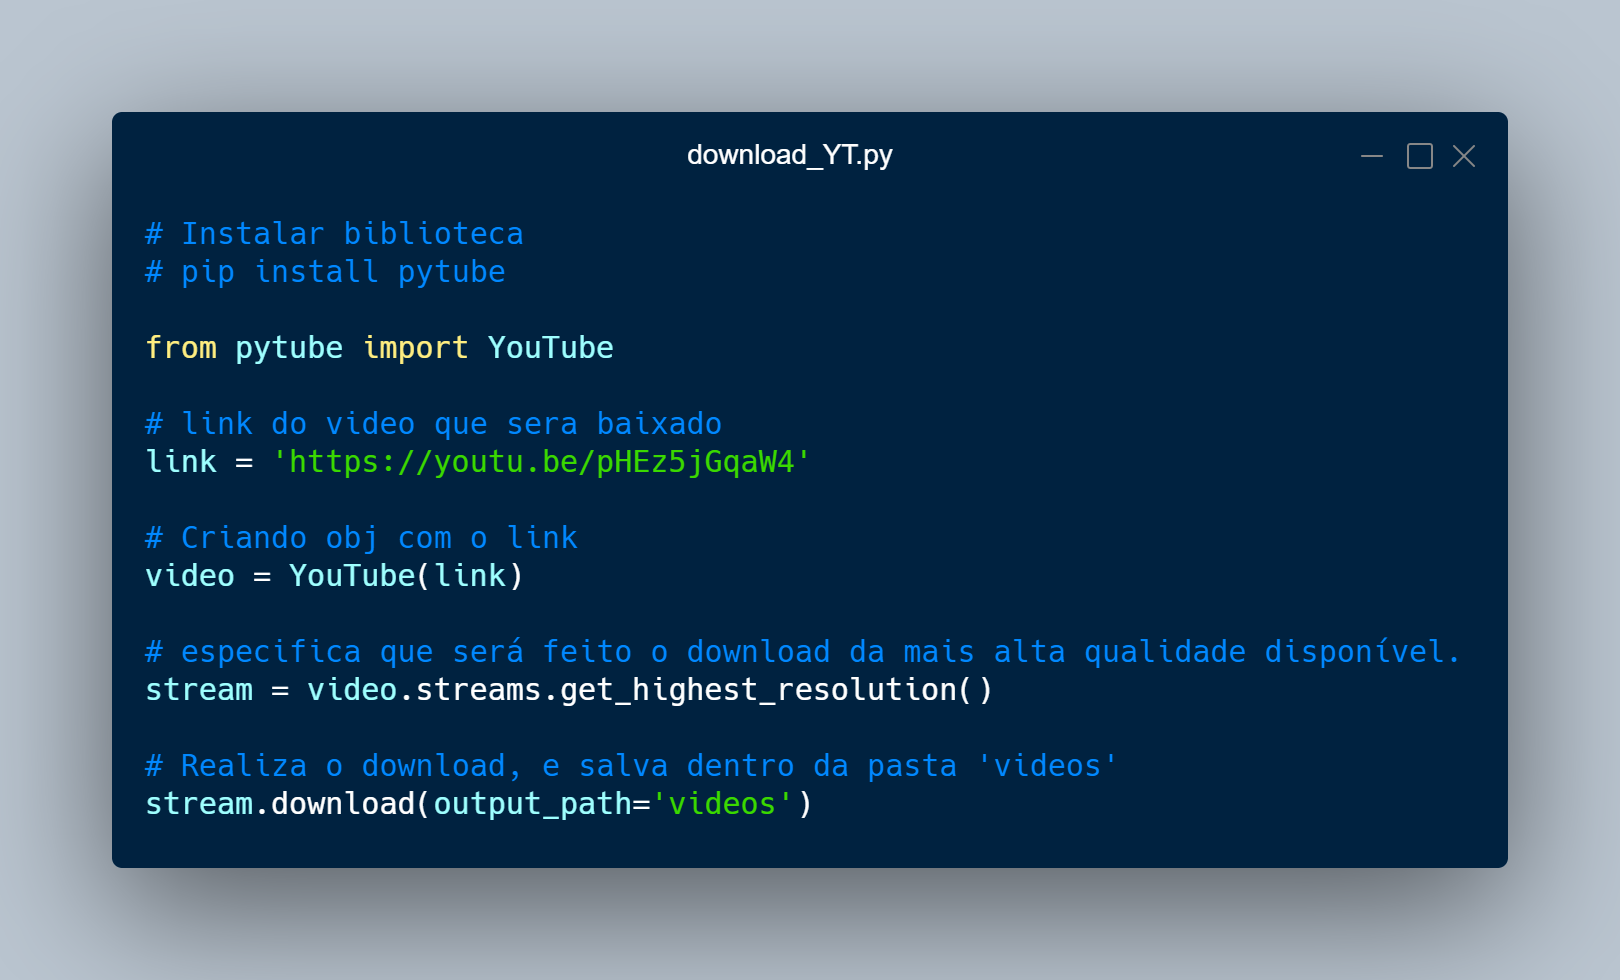 download_YT.py
# Instalar biblioteca
# pip install pytube
from pytube import YouTube
# link do video que sera baixado
link = 'https://youtu.be/pHEz5jGqaW4'
# Criando obj com o link
video = YouTube(link)
# especifica que será feito o download da mais alta qualidade disponível.
stream = video.streams.get_highest_resolution()
# Realiza o download, e salva dentro da pasta 'videos'
stream.download(output_path='videos')